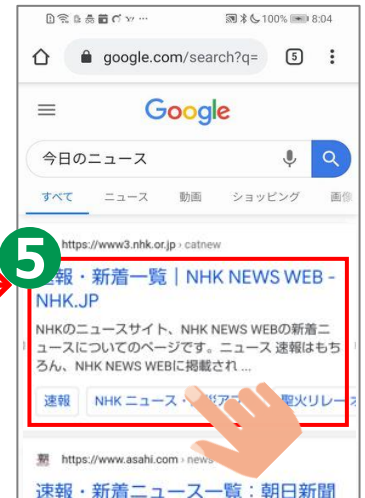 100% 8:04
google.com/search?q= 5
Google
今日のニュース
すべて ニュース 動画 ショッピング 画像
https://www3.nhk.or.jp › catnew
5
速報・新着一覧 | NHK NEWS WEB -
NHK.JP
NHKのニュースサイト、NHK NEWS WEBの新着ニ
ュースについてのページです。ニュース 速報はもち
ろん、NHK NEWS WEBに掲載され ...
速報 NHK ニュース・ 聖火リレー
https://www.asahi.com › news
速報・新着ニュース一覧：朝日新聞